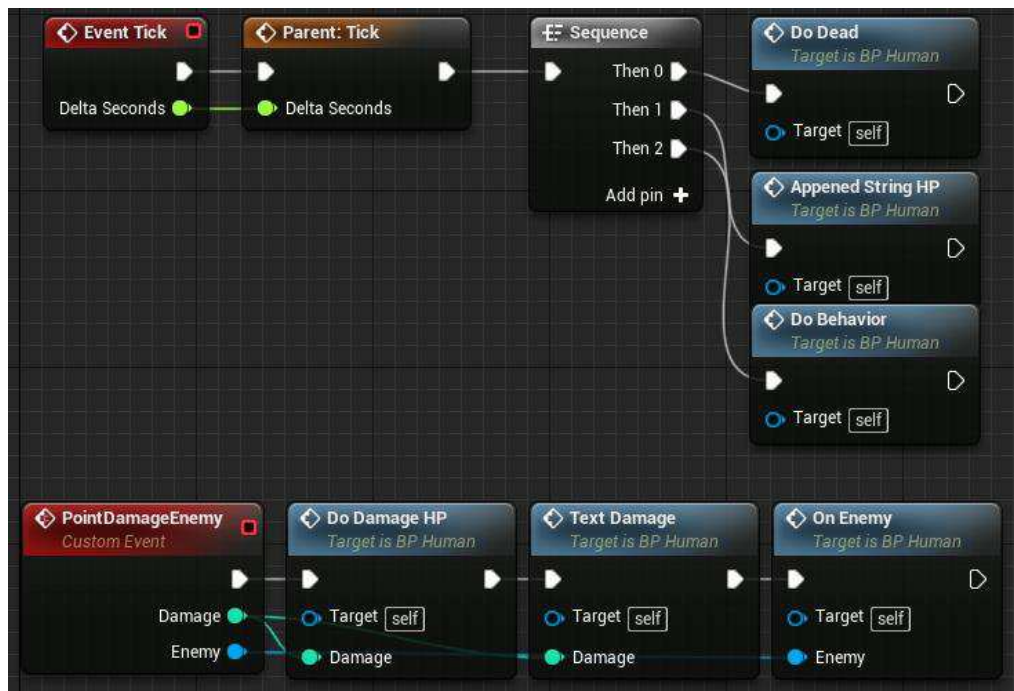 Event Tick
Delta Seconds
Parent: Tick
Delta Seconds
Sequence
Then 0
Then 1
Then 2
Add pin
Do Dead
Target is BP Human
Target self
Appened String HP
Target is BP Human
Target self
Do Behavior
Target is BP Human
Target self
PointDamageEnemy
Custom Event
Damage
Enemy
Do Damage HP
Target is BP Human
Target self
Damage
Text Damage
Target is BP Human
Target self
Damage
On Enemy
Target is BP Human
Target self
Enemy